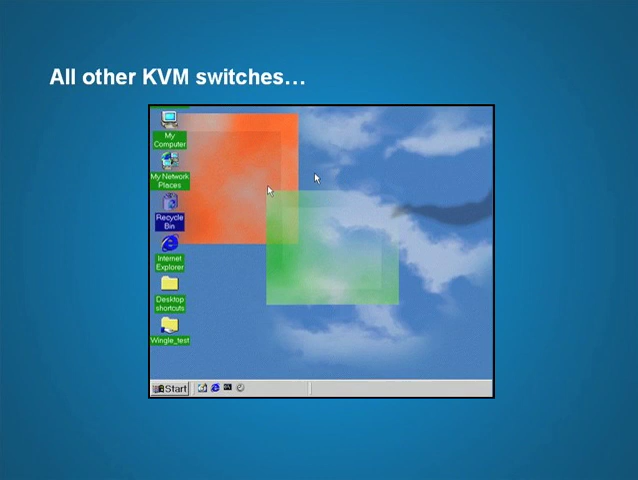 All other KVM switches…
My
Computer
My Network
Places
Recycle
Bin
Internet
Explorer
Desktop
shortcuts
Wingle_test
Start